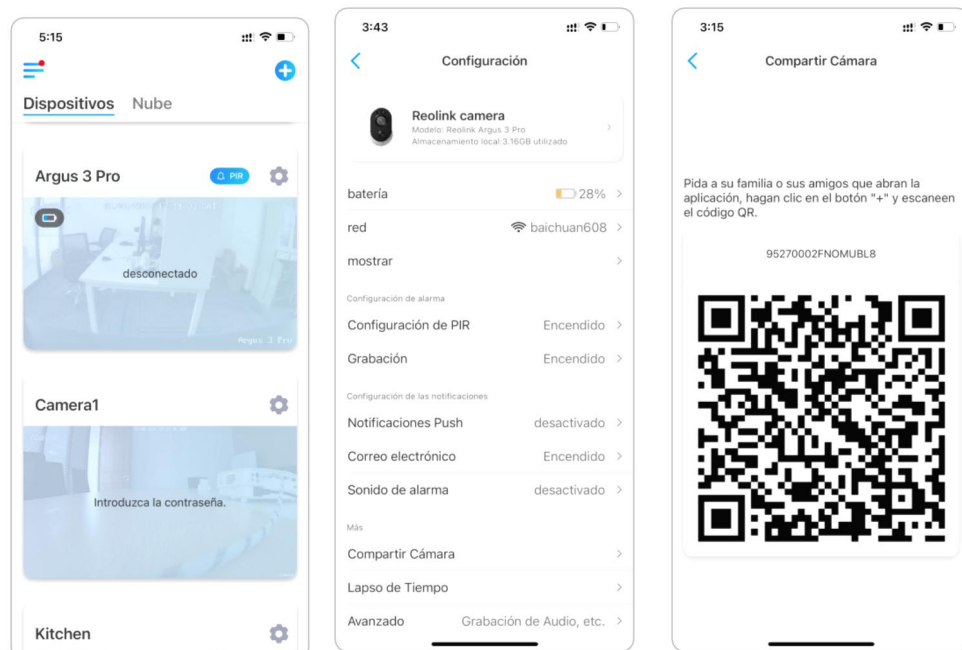 5:15
Dispositivos Nube
Argus 3 Pro
PIR
desconectado
Argos 3 Pro
Camera1
Introduzca la contraseña.
Kitchen
3:43
Configuración
Reolink camera
Modelo: Reolink Argus 3 Pro
Almacenamiento local:3.16GB utilizado
batería 28%
red baichuan608
mostrar
Configuración de alarma
Configuración de PIR Encendido
Grabación Encendido
Configuración de las notificaciones
Notificaciones Push desactivado
Correo electrónico Encendido
Sonido de alarma desactivado
Más
Compartir Cámara
Lapso de Tiempo
Avanzado Grabación de Audio, etc.
3:15
Compartir Cámara
Pida a su familia o sus amigos que abran la
aplicación, hagan clic en el botón "+" y escaneen
el código QR.
95270002FNOMUBL8